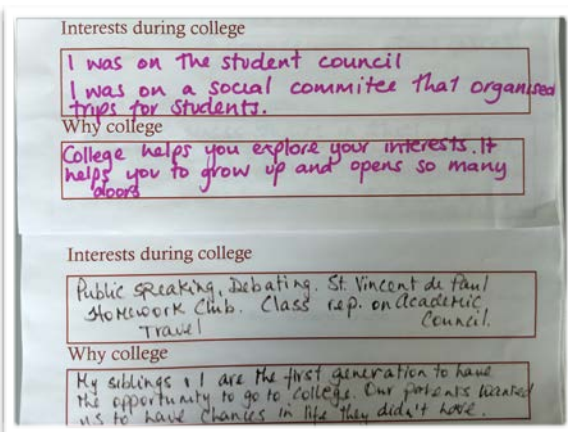 Interests during college
I was on the student council
I was on a social commitee that organised
trips for students.
Why college
College helps you explore your interests. It
helps you to grow up and opens so many
doors
Interests during college
Public speaking, Debating. St. Vincent de Paul
Homework Club. Class rep. on Academic
Travel Council.
Why college
My siblings & I are the first generation to have
the opportunity to go to college. Our parents wanted
us to have chances in life they didn't have.